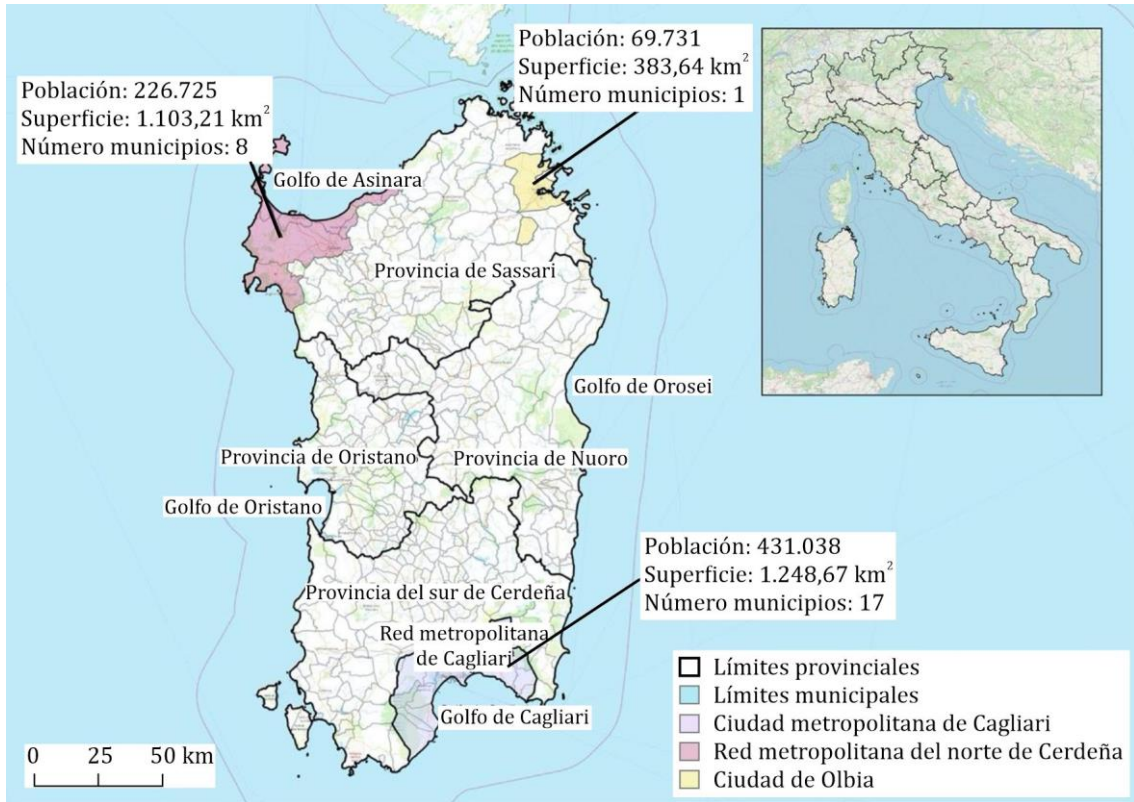 Población: 69.731
Superficie: 383,64 km²
Número municipios: 1
Población: 226.725
Superficie: 1.103,21 km²
Número municipios: 8
Golfo de Asinara
Provincia de Sassari
Golfo de Orosei
Provincia de Oristano
Provincia de Nuoro
Golfo de Oristano
Población: 431.038
Superficie: 1.248,67 km²
Número municipios: 17
Provincia del sur de Cerdeña
Red metropolitana
de Cagliari
Golfo de Cagliari
Límites provinciales
Límites municipales
Ciudad metropolitana de Cagliari
Red metropolitana del norte de Cerdeña
Ciudad de Olbia
0 25 50 km